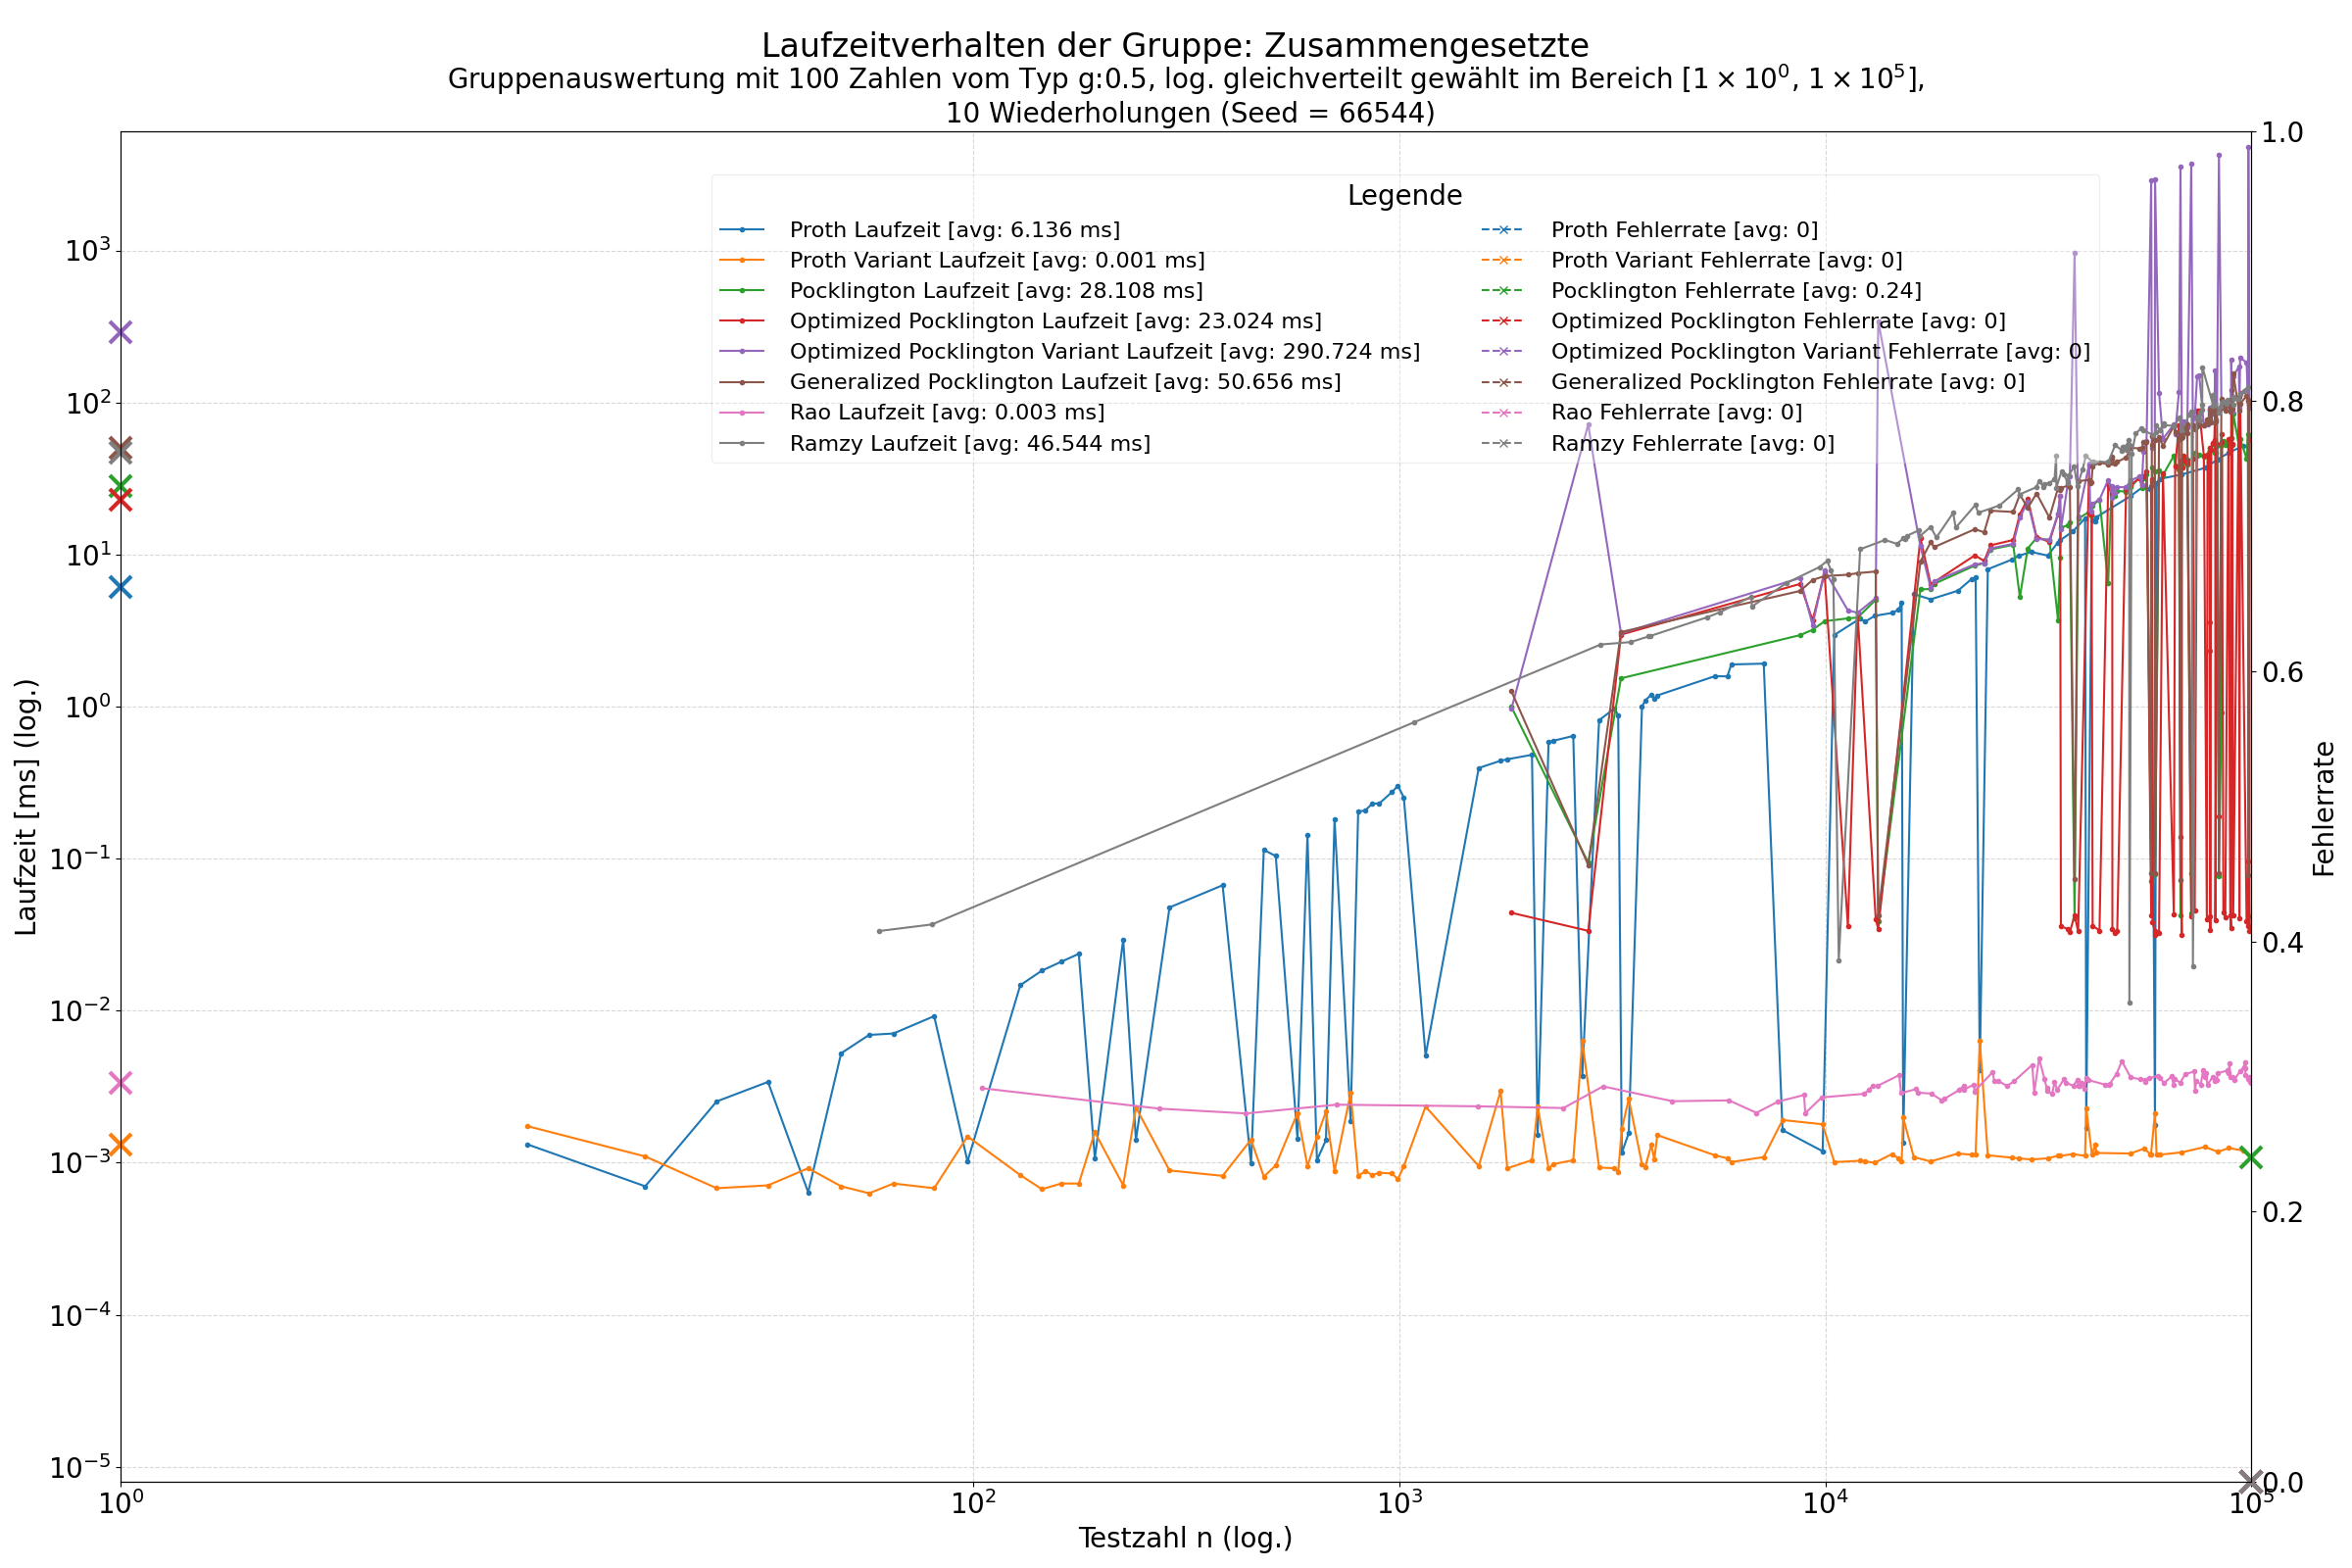 Laufzeitverhalten der Gruppe: Zusammengesetzte
Gruppenauswertung mit 100 Zahlen vom Typ g:0.5, log. gleichverteilt gewählt im Bereich [1 × 10⁰, 1 × 10⁵],
10 Wiederholungen (Seed = 66544)
Legende
Proth Laufzeit [avg: 6.136 ms]
Proth Variant Laufzeit [avg: 0.001 ms]
Pocklington Laufzeit [avg: 28.108 ms]
Optimized Pocklington Laufzeit [avg: 23.024 ms]
Optimized Pocklington Variant Laufzeit [avg: 290.724 ms]
Generalized Pocklington Laufzeit [avg: 50.656 ms]
Rao Laufzeit [avg: 0.003 ms]
Ramzy Laufzeit [avg: 46.544 ms]
Proth Fehlerrate [avg: 0]
Proth Variant Fehlerrate [avg: 0]
Pocklington Fehlerrate [avg: 0.24]
Optimized Pocklington Fehlerrate [avg: 0]
Optimized Pocklington Variant Fehlerrate [avg: 0]
Generalized Pocklington Fehlerrate [avg: 0]
Rao Fehlerrate [avg: 0]
Ramzy Fehlerrate [avg: 0]
Laufzeit [ms] (log.)
10³
10²
10¹
10⁰
10⁻¹
10⁻²
10⁻³
10⁻⁴
10⁻⁵
10⁰
10²
10³
10⁴
10⁵
Testzahl n (log.)
1.0
0.8
0.6
0.4
0.2
0.0
Fehlerrate